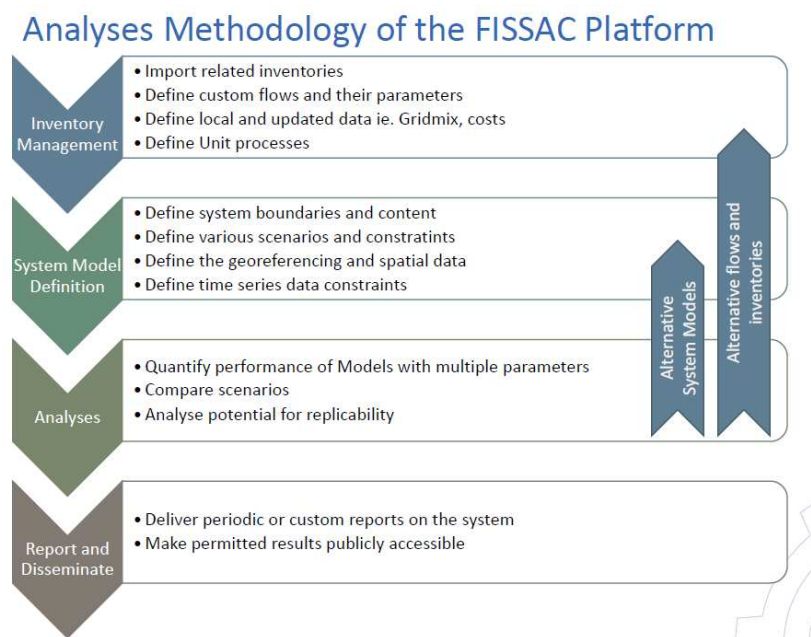 Analyses Methodology of the FISSAC Platform
Inventory
Management
• Import related inventories
• Define custom flows and their parameters
• Define local and updated data ie. Gridmix, costs
• Define Unit processes
System Model
Definition
• Define system boundaries and content
• Define various scenarios and constratints
• Define the georeferencing and spatial data
• Define time series data constraints
Analyses
• Quantify performance of Models with multiple parameters
• Compare scenarios
• Analyse potential for replicability
Alternative
System Models
Alternative flows and
inventories
Report and
Disseminate
• Deliver periodic or custom reports on the system
• Make permitted results publicly accessible